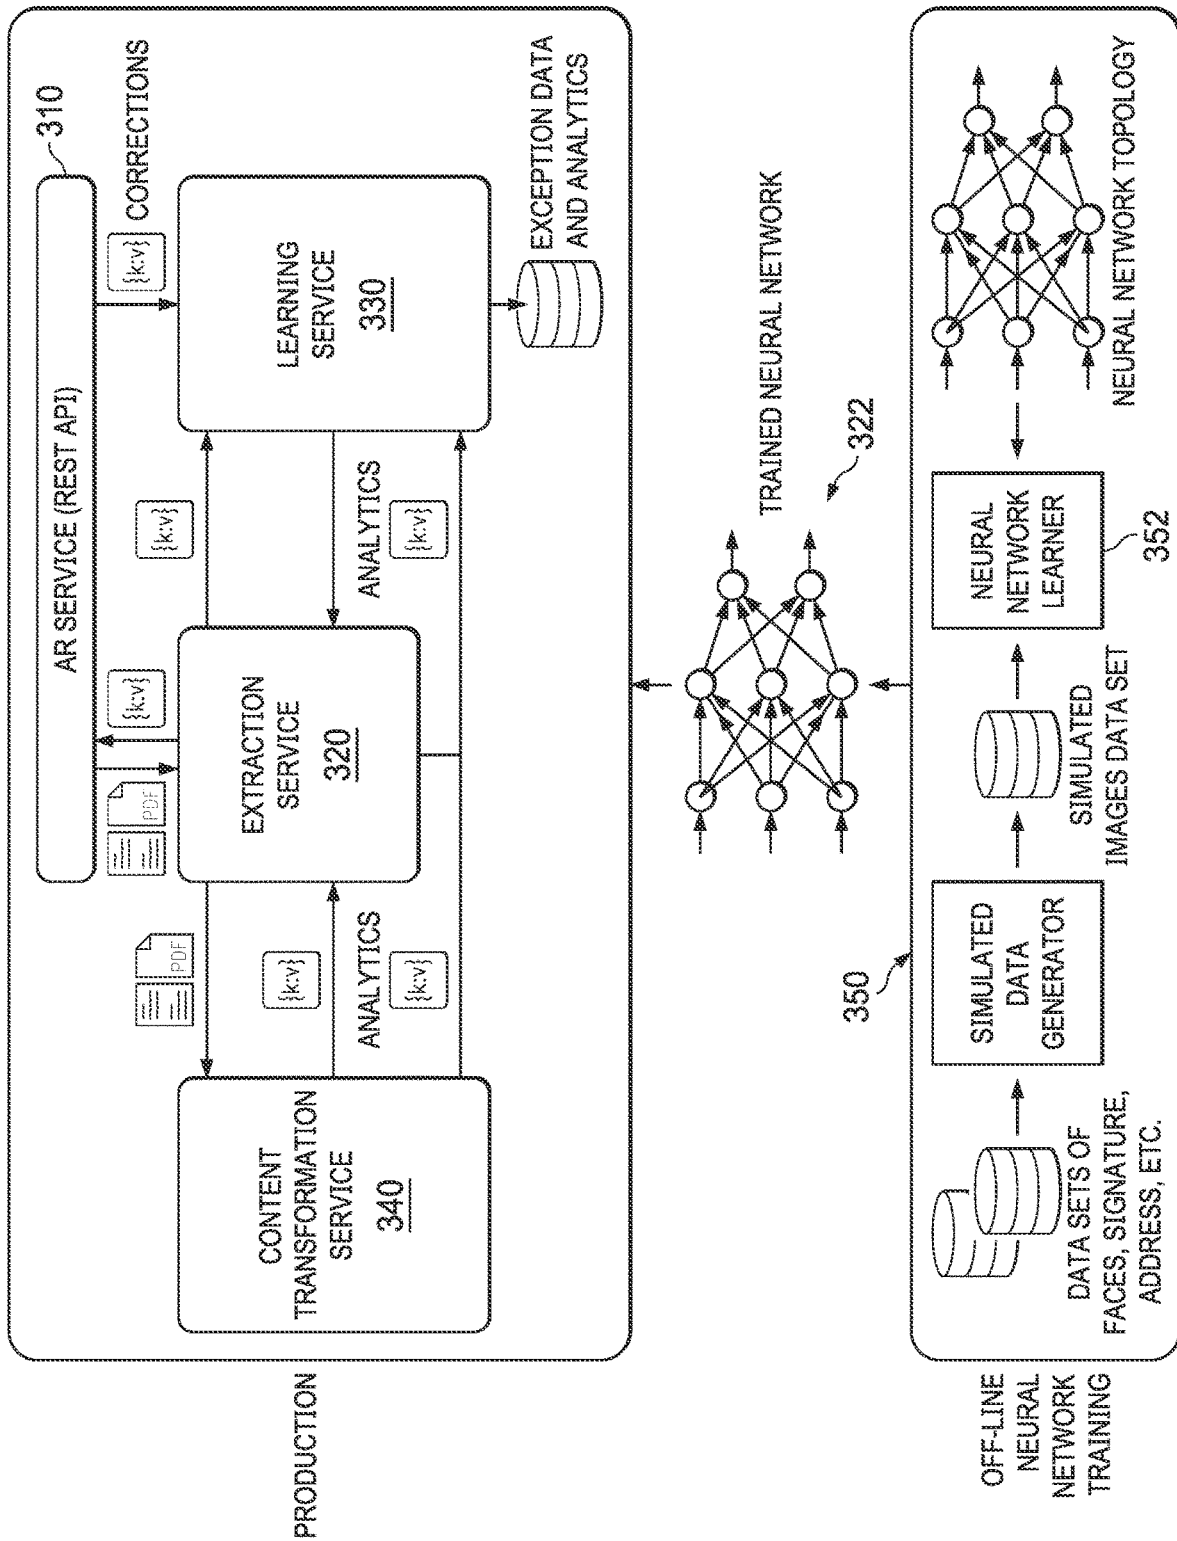 PRODUCTION
AR SERVICE (REST API)
310
{k:v}
CORRECTIONS
PDF
{k:v}
PDF
{k:v}
CONTENT
TRANSFORMATION
SERVICE
340
{k:v}
ANALYTICS
{k:v}
EXTRACTION
SERVICE
320
ANALYTICS
{k:v}
LEARNING
SERVICE
330
EXCEPTION DATA
AND ANALYTICS
TRAINED NEURAL NETWORK
322
OFF-LINE
NEURAL
NETWORK
TRAINING
350
DATA SETS OF
FACES, SIGNATURE,
ADDRESS, ETC.
SIMULATED
DATA
GENERATOR
SIMULATED
IMAGES DATA SET
NEURAL
NETWORK
LEARNER
352
NEURAL NETWORK TOPOLOGY